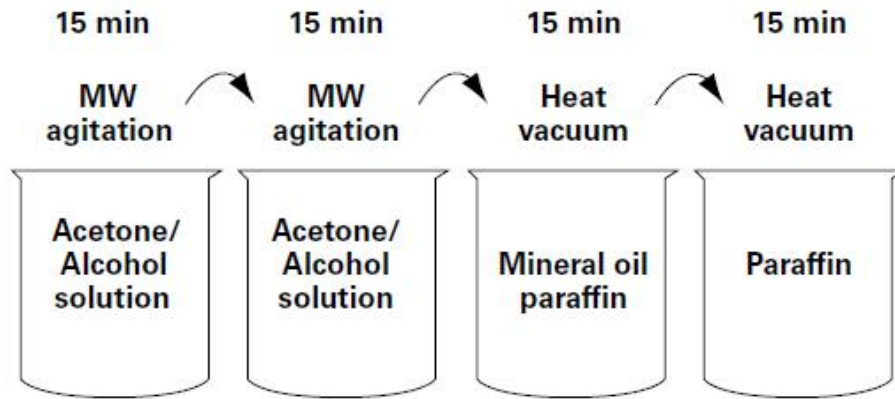 15 min
15 min
15 min
15 min
MW
agitation
MW
agitation
Heat
vacuum
Heat
vacuum
Acetone/
Alcohol
solution
Acetone/
Alcohol
solution
Mineral oil
paraffin
Paraffin